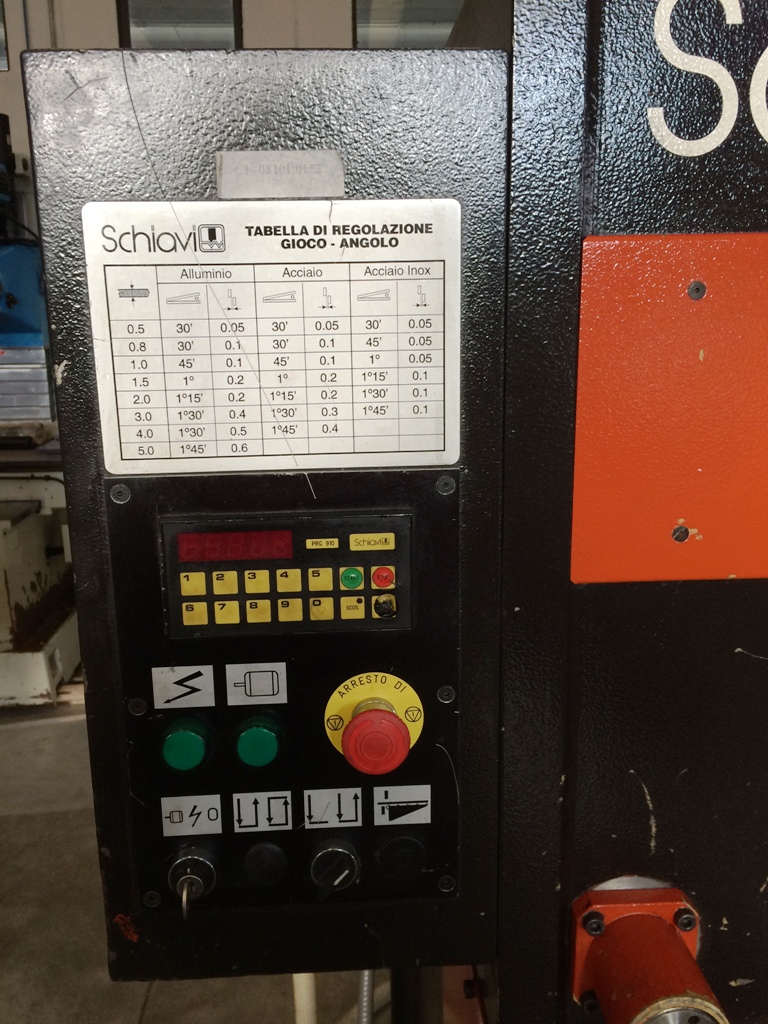 Sc
Schiavi TABELLA DI REGOLAZIONE
GIOCO - ANGOLO
Alluminio Acciaio Acciaio Inox
0.5 30' 0.05 30' 0.05 30' 0.05
0.8 30' 0.1 30' 0.1 45' 0.05
1.0 45' 0.1 45' 0.1 1° 0.05
1.5 1° 0.2 1° 0.2 1°15' 0.1
2.0 1°15' 0.2 1°15' 0.2 1°30' 0.1
3.0 1°30' 0.4 1°30' 0.3 1°45' 0.1
4.0 1°30' 0.5 1°45' 0.4
5.0 1°45' 0.6
PRG 910 Schiavi
1 2 3 4 5 START
6 7 8 9 0
ARRESTO DI
O